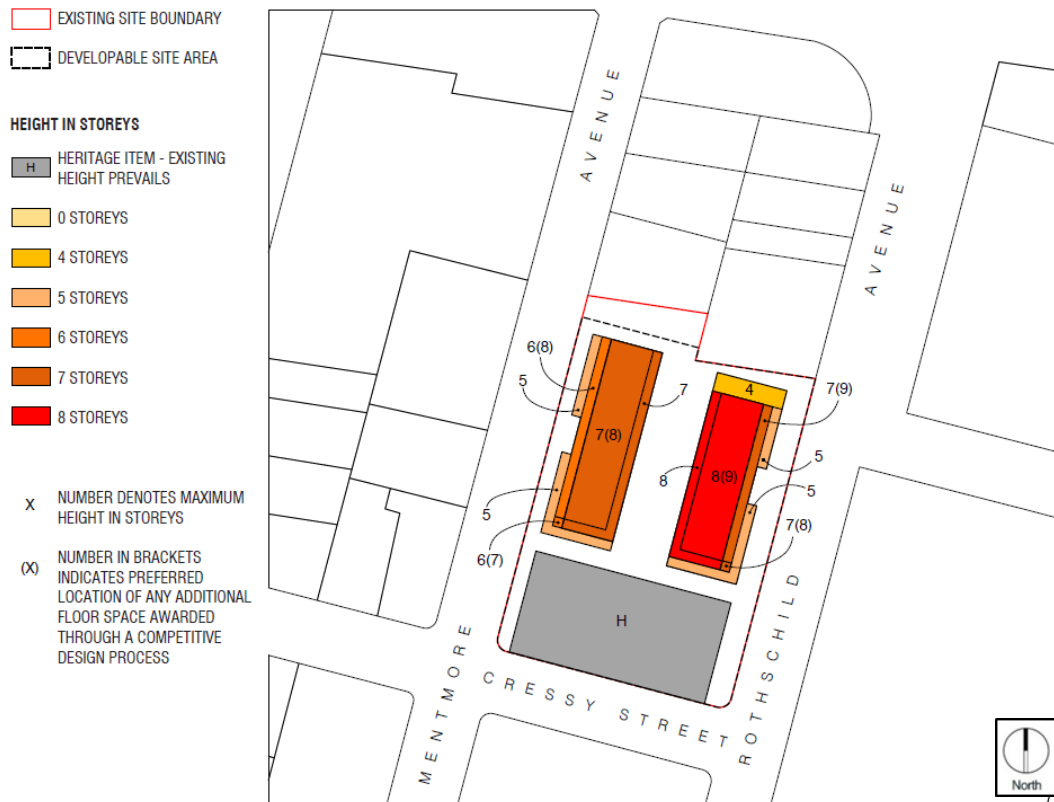 EXISTING SITE BOUNDARY
DEVELOPABLE SITE AREA
HEIGHT IN STOREYS
H
HERITAGE ITEM - EXISTING
HEIGHT PREVAILS
0 STOREYS
4 STOREYS
5 STOREYS
6 STOREYS
7 STOREYS
8 STOREYS
X
NUMBER DENOTES MAXIMUM
HEIGHT IN STOREYS
(X)
NUMBER IN BRACKETS
INDICATES PREFERRED
LOCATION OF ANY ADDITIONAL
FLOOR SPACE AWARDED
THROUGH A COMPETITIVE
DESIGN PROCESS
MENTMORE AVENUE
ROTHSCHILD AVENUE
CRESSY STREET
6(8)
5
7
7(8)
5
6(7)
4
7(9)
5
8
8(9)
5
7(8)
H
North